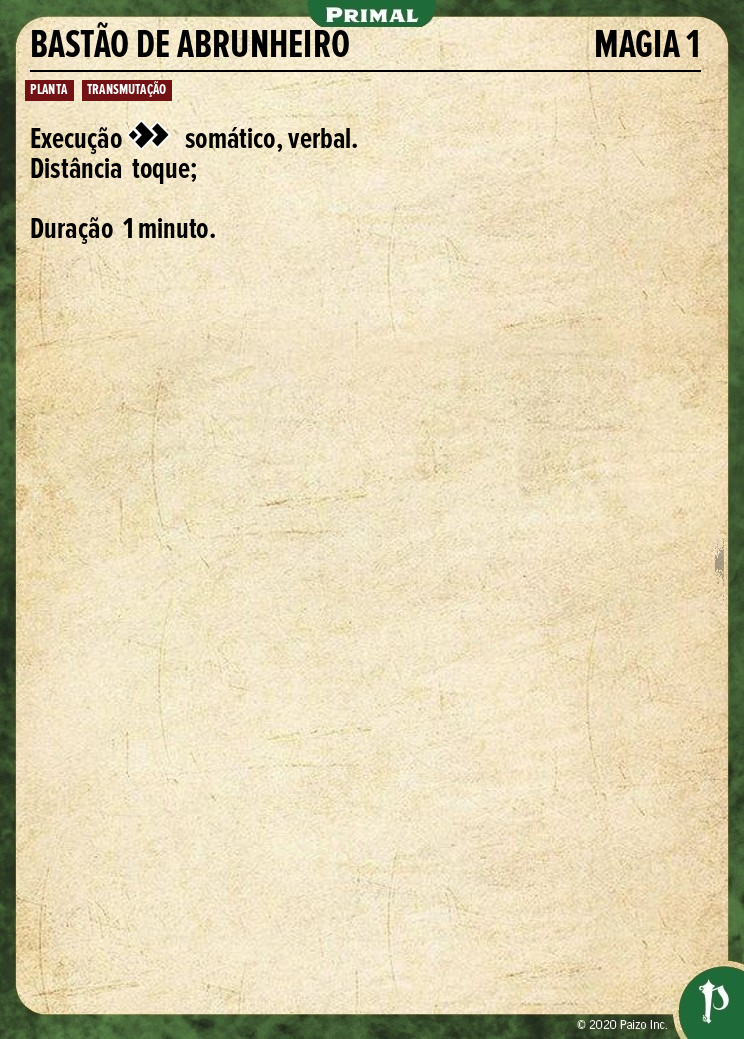 PRIMAL
BASTÃO DE ABRUNHEIRO MAGIA 1
PLANTA TRANSMUTAÇÃO
Execução somático, verbal.
Distância toque;
Duração 1 minuto.
© 2020 Paizo Inc.